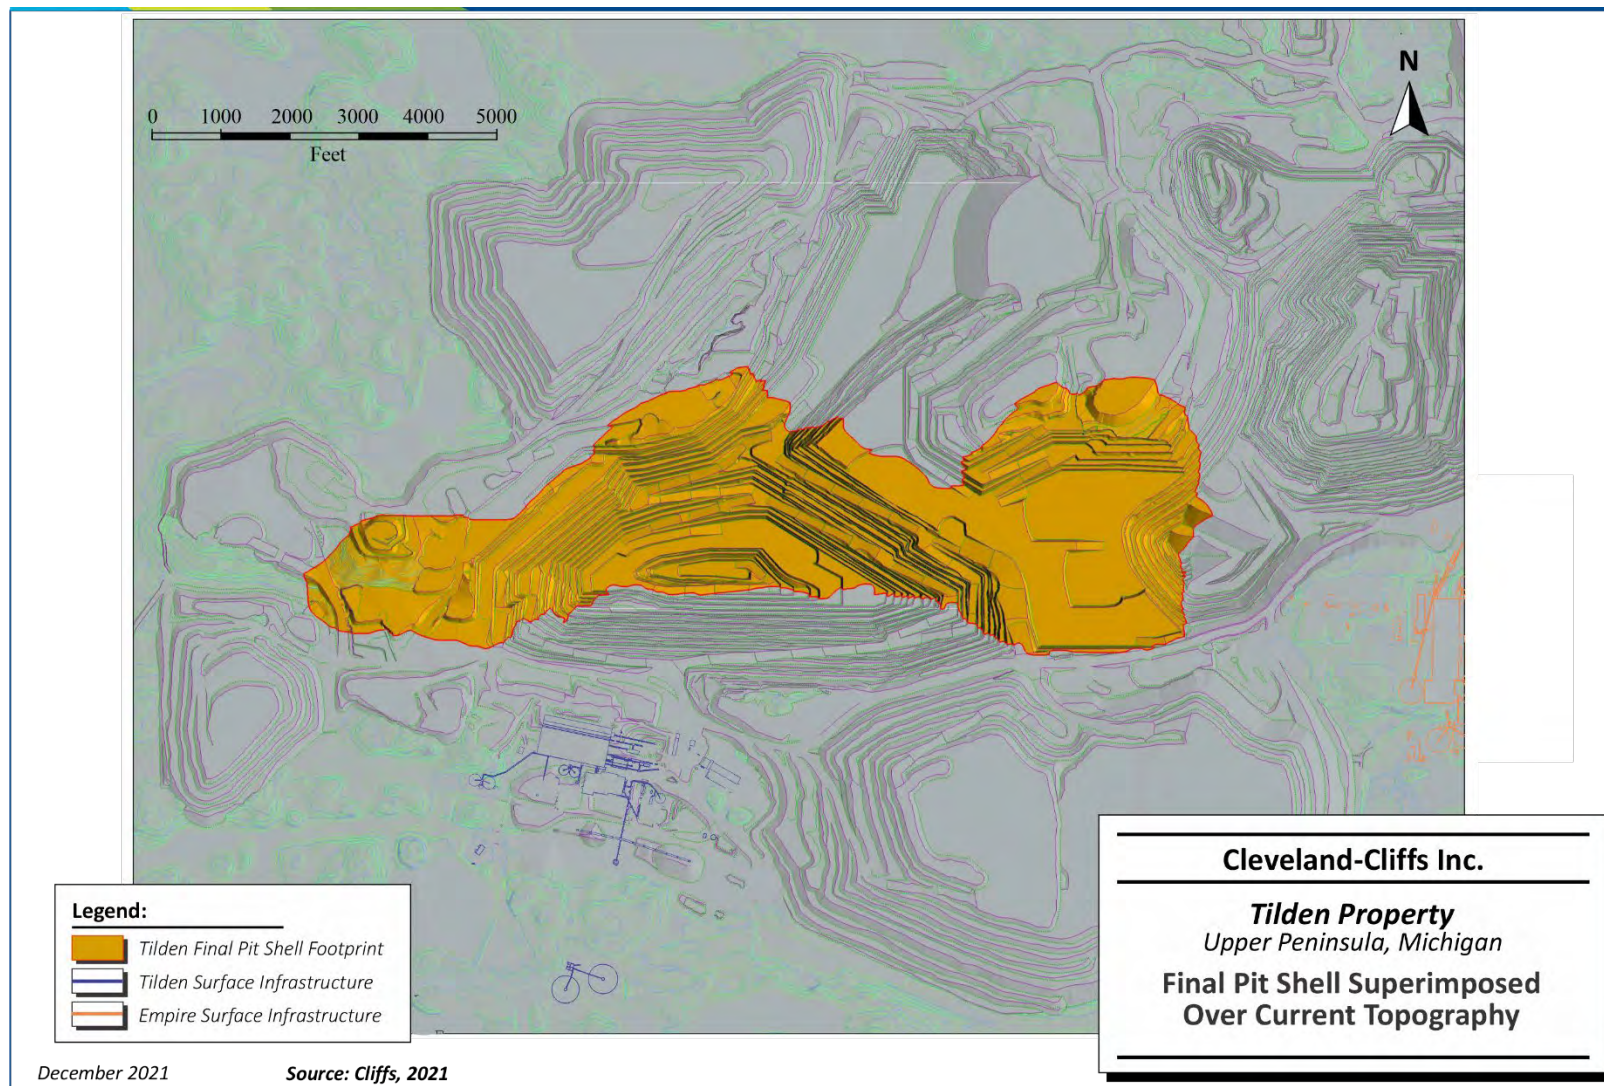 N
0 1000 2000 3000 4000 5000
Feet
Cleveland-Cliffs Inc.
Tilden Property
Upper Peninsula, Michigan
Final Pit Shell Superimposed
Over Current Topography
Legend:
Tilden Final Pit Shell Footprint
Tilden Surface Infrastructure
Empire Surface Infrastructure
December 2021
Source: Cliffs, 2021